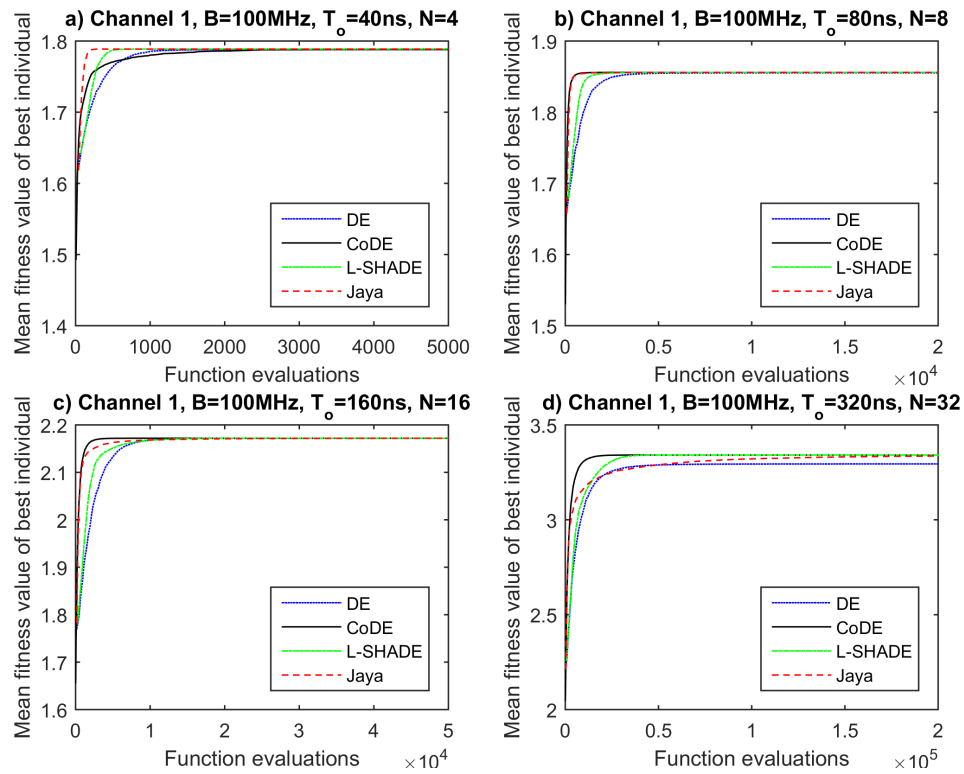 a) Channel 1, B=100MHz, To=40ns, N=4
Mean fitness value of best individual
1.8
1.7
1.6
1.5
1.4
DE
CoDE
L-SHADE
Jaya
0 1000 2000 3000 4000 5000
Function evaluations
b) Channel 1, B=100MHz, To=80ns, N=8
Mean fitness value of best individual
1.9
1.8
1.7
1.6
1.5
DE
CoDE
L-SHADE
Jaya
0 0.5 1 1.5 2
Function evaluations
×10^4
c) Channel 1, B=100MHz, To=160ns, N=16
Mean fitness value of best individual
2.2
2.1
2
1.9
1.8
1.7
1.6
DE
CoDE
L-SHADE
Jaya
0 1 2 3 4 5
Function evaluations
×10^4
d) Channel 1, B=100MHz, To=320ns, N=32
Mean fitness value of best individual
3.5
3
2.5
2
DE
CoDE
L-SHADE
Jaya
0 0.5 1 1.5 2
Function evaluations
×10^5